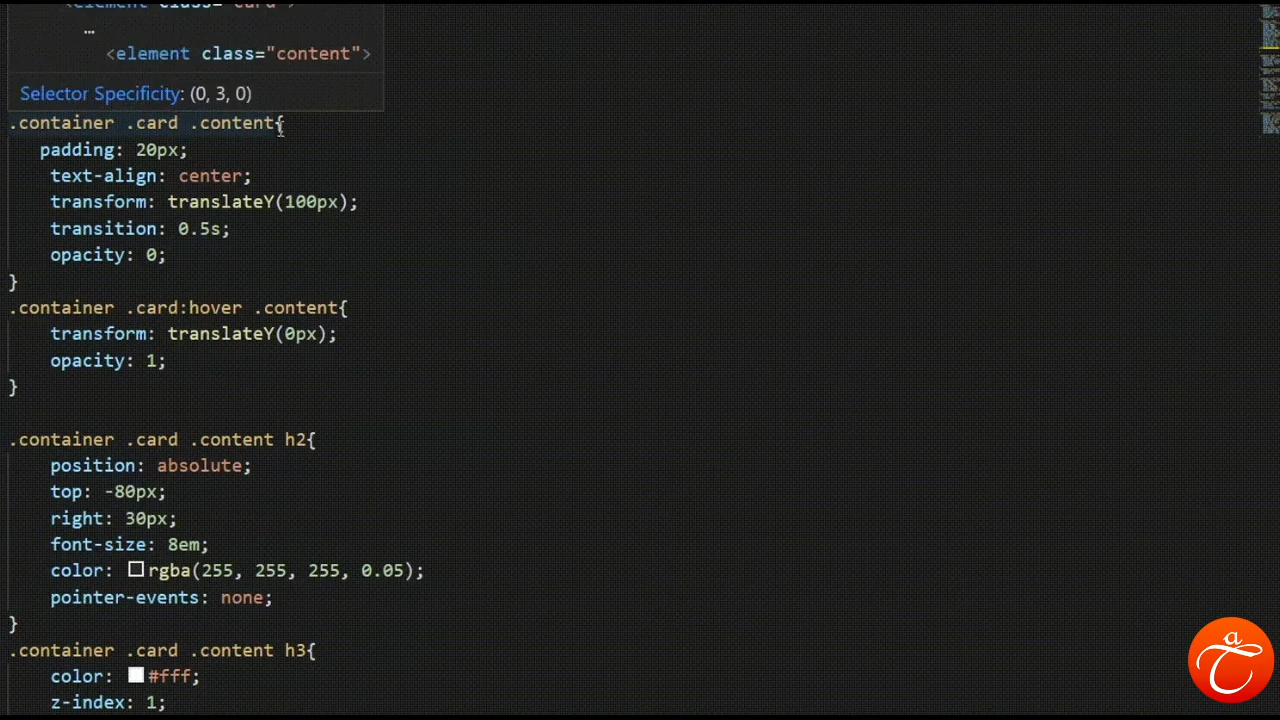 <element class="card">
…
<element class="content">
Selector Specificity: (0, 3, 0)
.container .card .content{
padding: 20px;
text-align: center;
transform: translateY(100px);
transition: 0.5s;
opacity: 0;
}
.container .card:hover .content{
transform: translateY(0px);
opacity: 1;
}
.container .card .content h2{
position: absolute;
top: -80px;
right: 30px;
font-size: 8em;
color: rgba(255, 255, 255, 0.05);
pointer-events: none;
}
.container .card .content h3{
color: #fff;
z-index: 1;